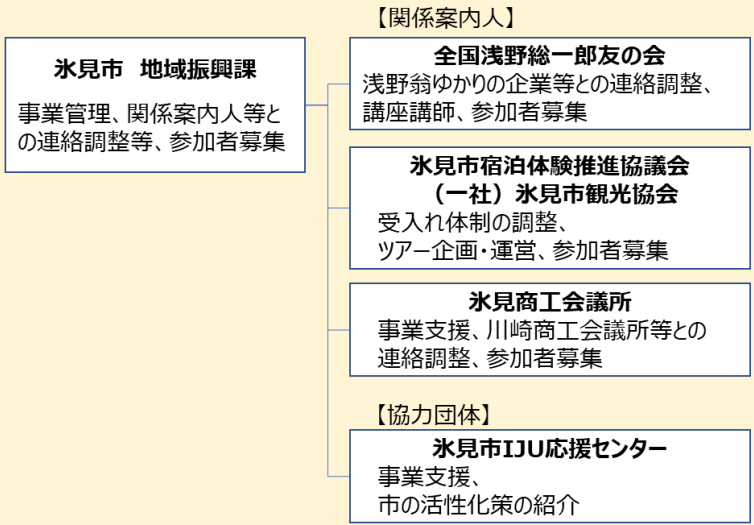 氷見市　地域振興課
事業管理、関係案内人等と
の連絡調整等、参加者募集
【関係案内人】
全国浅野総一郎友の会
浅野翁ゆかりの企業等との連絡調整、
講座講師、参加者募集
氷見市宿泊体験推進協議会
（一社）氷見市観光協会
受入れ体制の調整、
ツアー企画・運営、参加者募集
氷見商工会議所
事業支援、川崎商工会議所等との
連絡調整、参加者募集
【協力団体】
氷見市IJU応援センター
事業支援、
市の活性化策の紹介